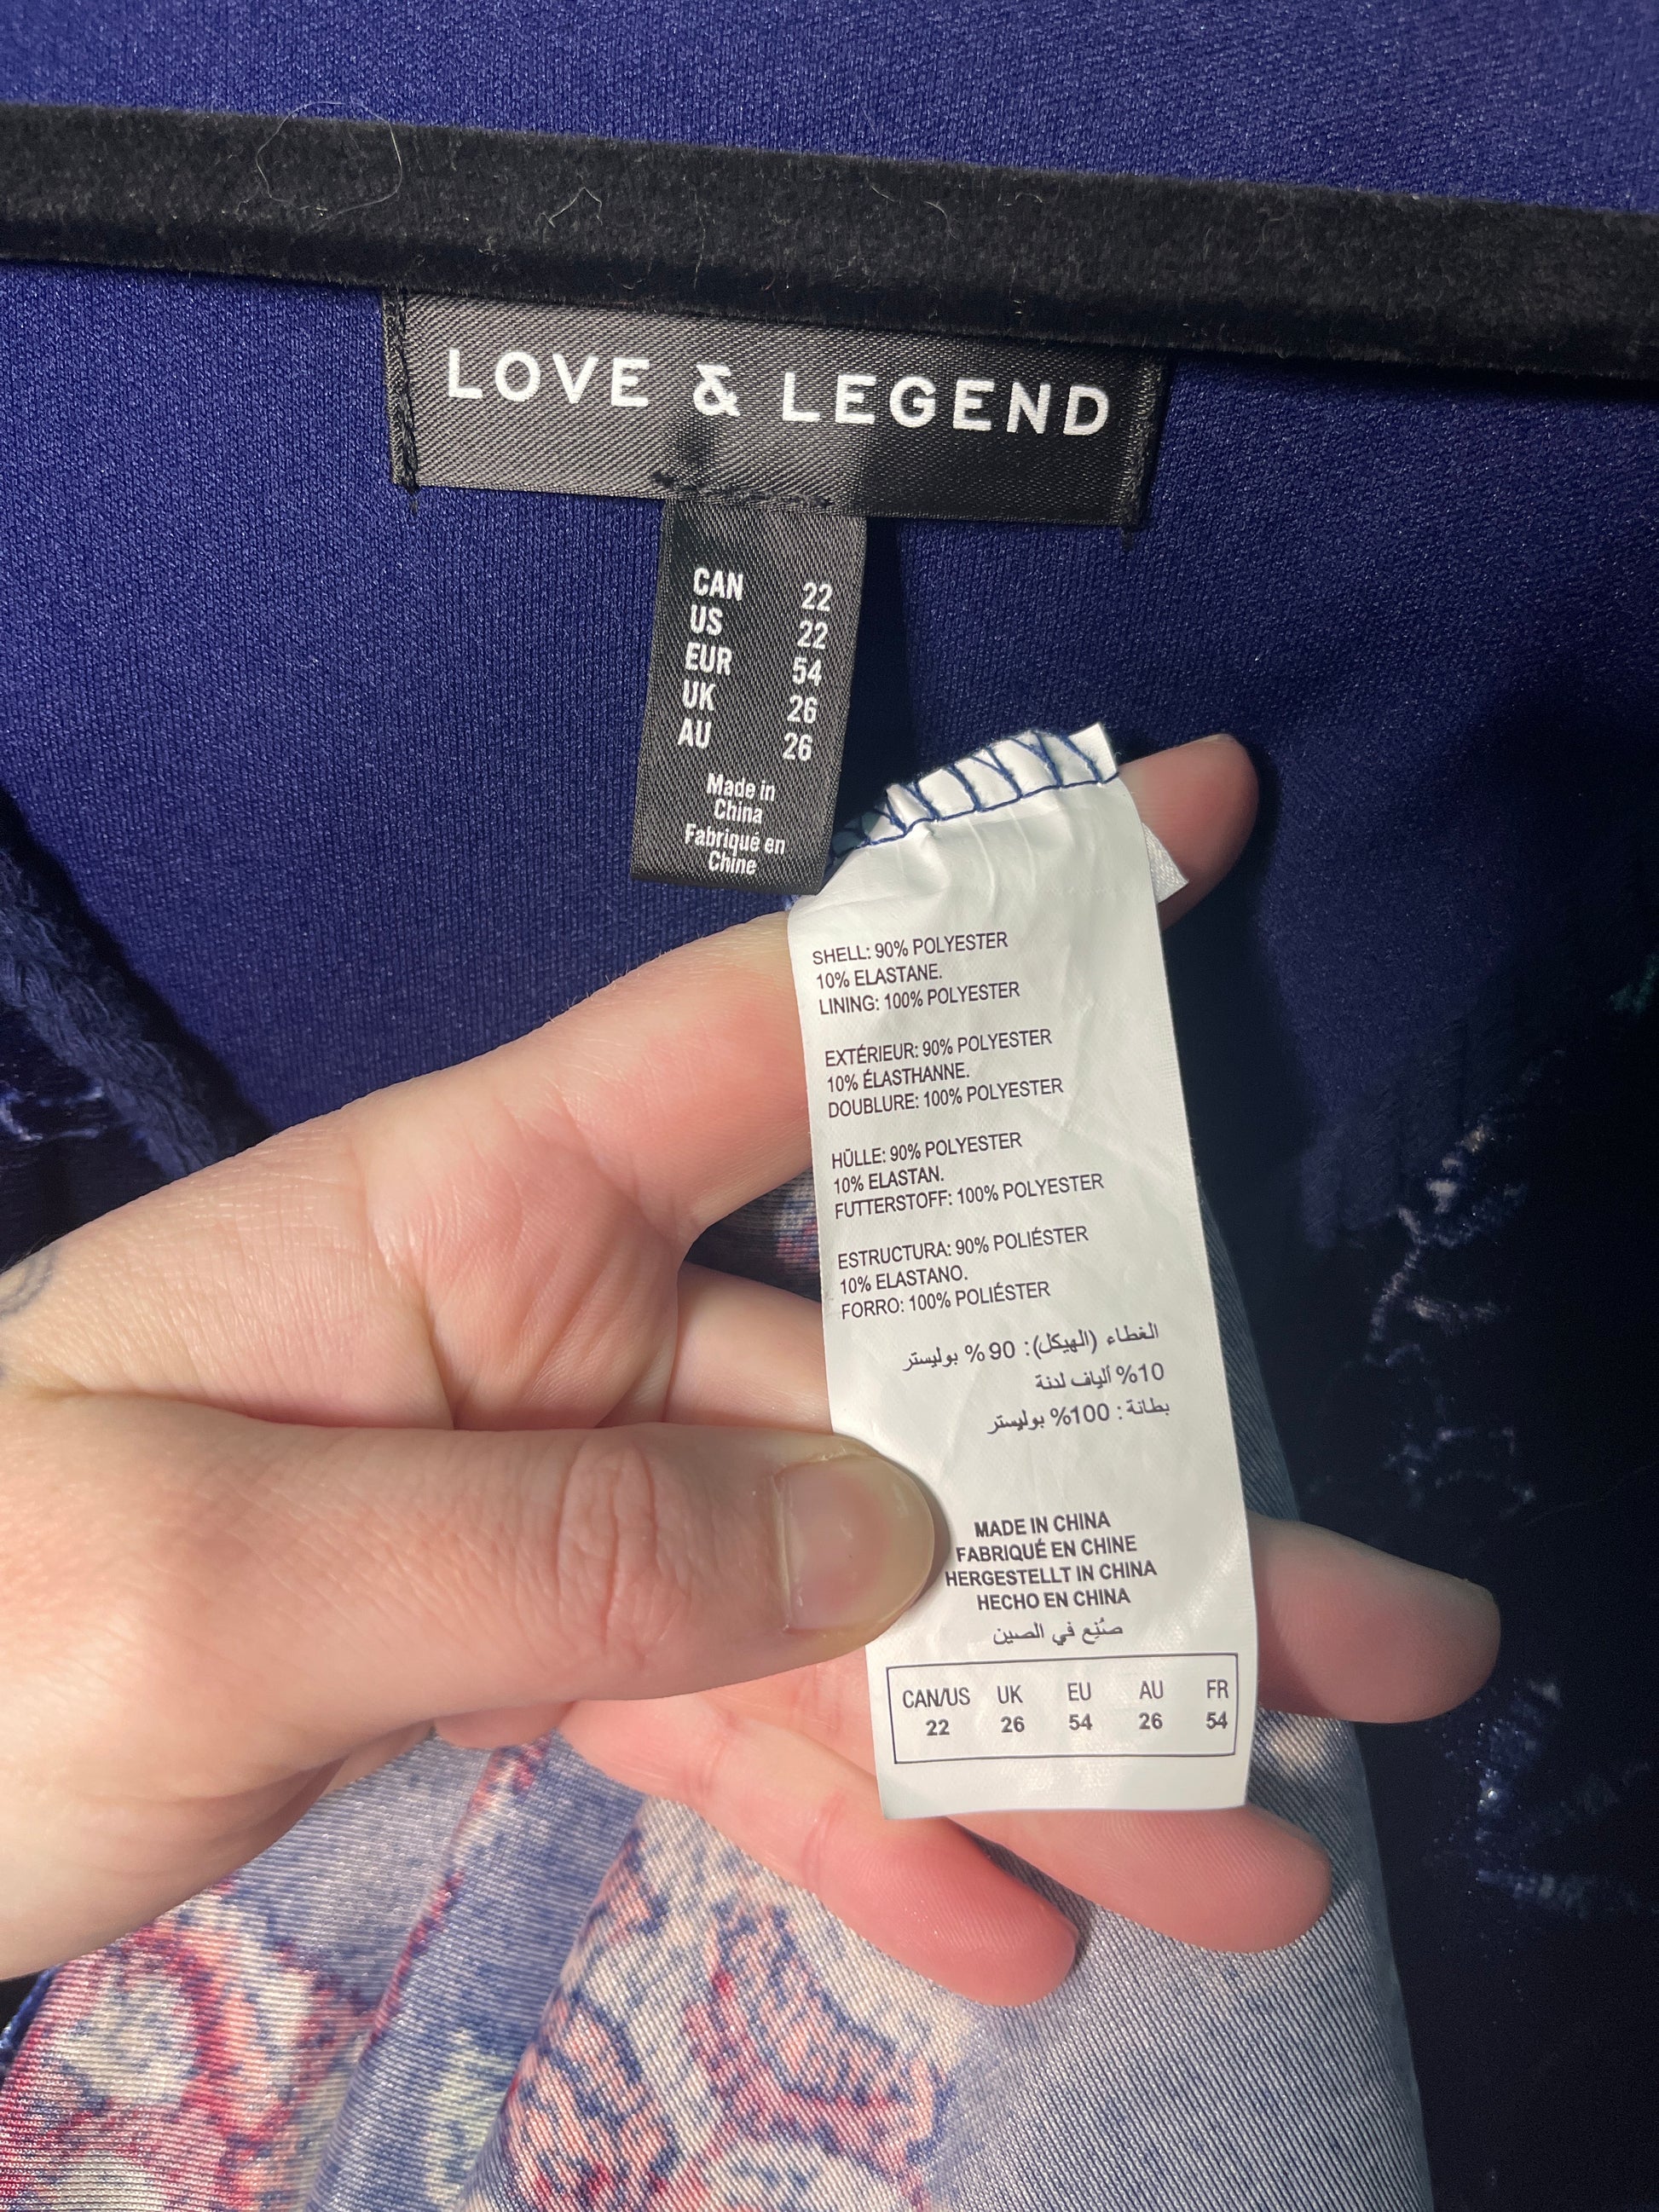 LOVE & LEGEND
CAN 22
US 22
EUR 54
UK 26
AU 26
Made in
China
Fabriqué en
Chine
SHELL: 90% POLYESTER
10% ELASTANE.
LINING: 100% POLYESTER
EXTÉRIEUR: 90% POLYESTER
10% ÉLASTHANNE.
DOUBLURE: 100% POLYESTER
HÜLLE: 90% POLYESTER
10% ELASTAN.
FUTTERSTOFF: 100% POLYESTER
ESTRUCTURA: 90% POLIÉSTER
10% ELASTANO.
FORRO: 100% POLIÉSTER
الغطاء (الهيكل): 90 % بوليستر
10% ألياف لدنة
بطانة: 100% بوليستر
MADE IN CHINA
FABRIQUÉ EN CHINE
HERGESTELLT IN CHINA
HECHO EN CHINA
صُنِع في الصين
CAN/US UK EU AU FR
22 26 54 26 54